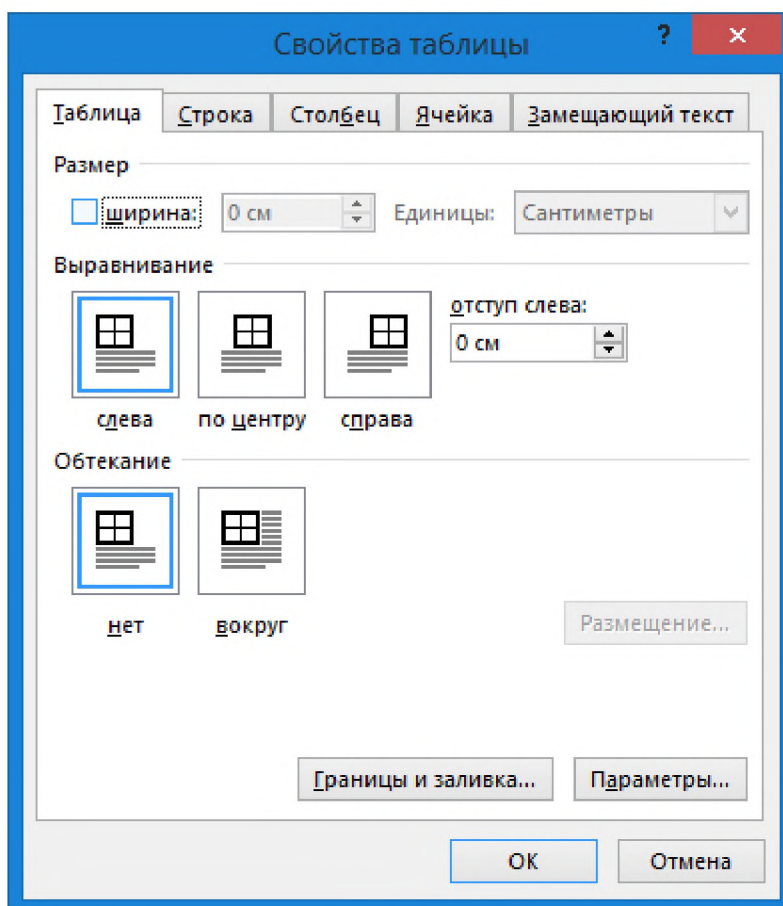 Свойства таблицы ? ×
Таблица Строка Столбец Ячейка Замещающий текст
Размер
ширина: 0 см Единицы: Сантиметры
Выравнивание
отступ слева:
0 см
слева по центру справа
Обтекание
нет вокруг
Размещение...
Границы и заливка... Параметры...
ОК Отмена